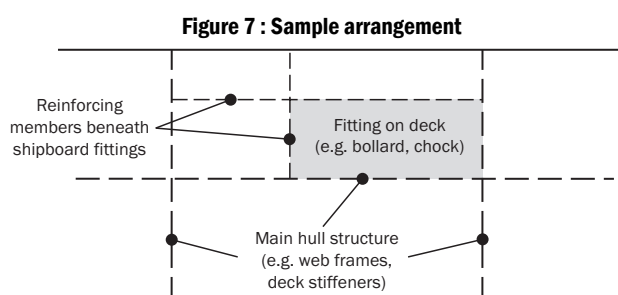 Figure 7 : Sample arrangement
Reinforcing
members beneath
shipboard fittings
Fitting on deck
(e.g. bollard, chock)
Main hull structure
(e.g. web frames,
deck stiffeners)